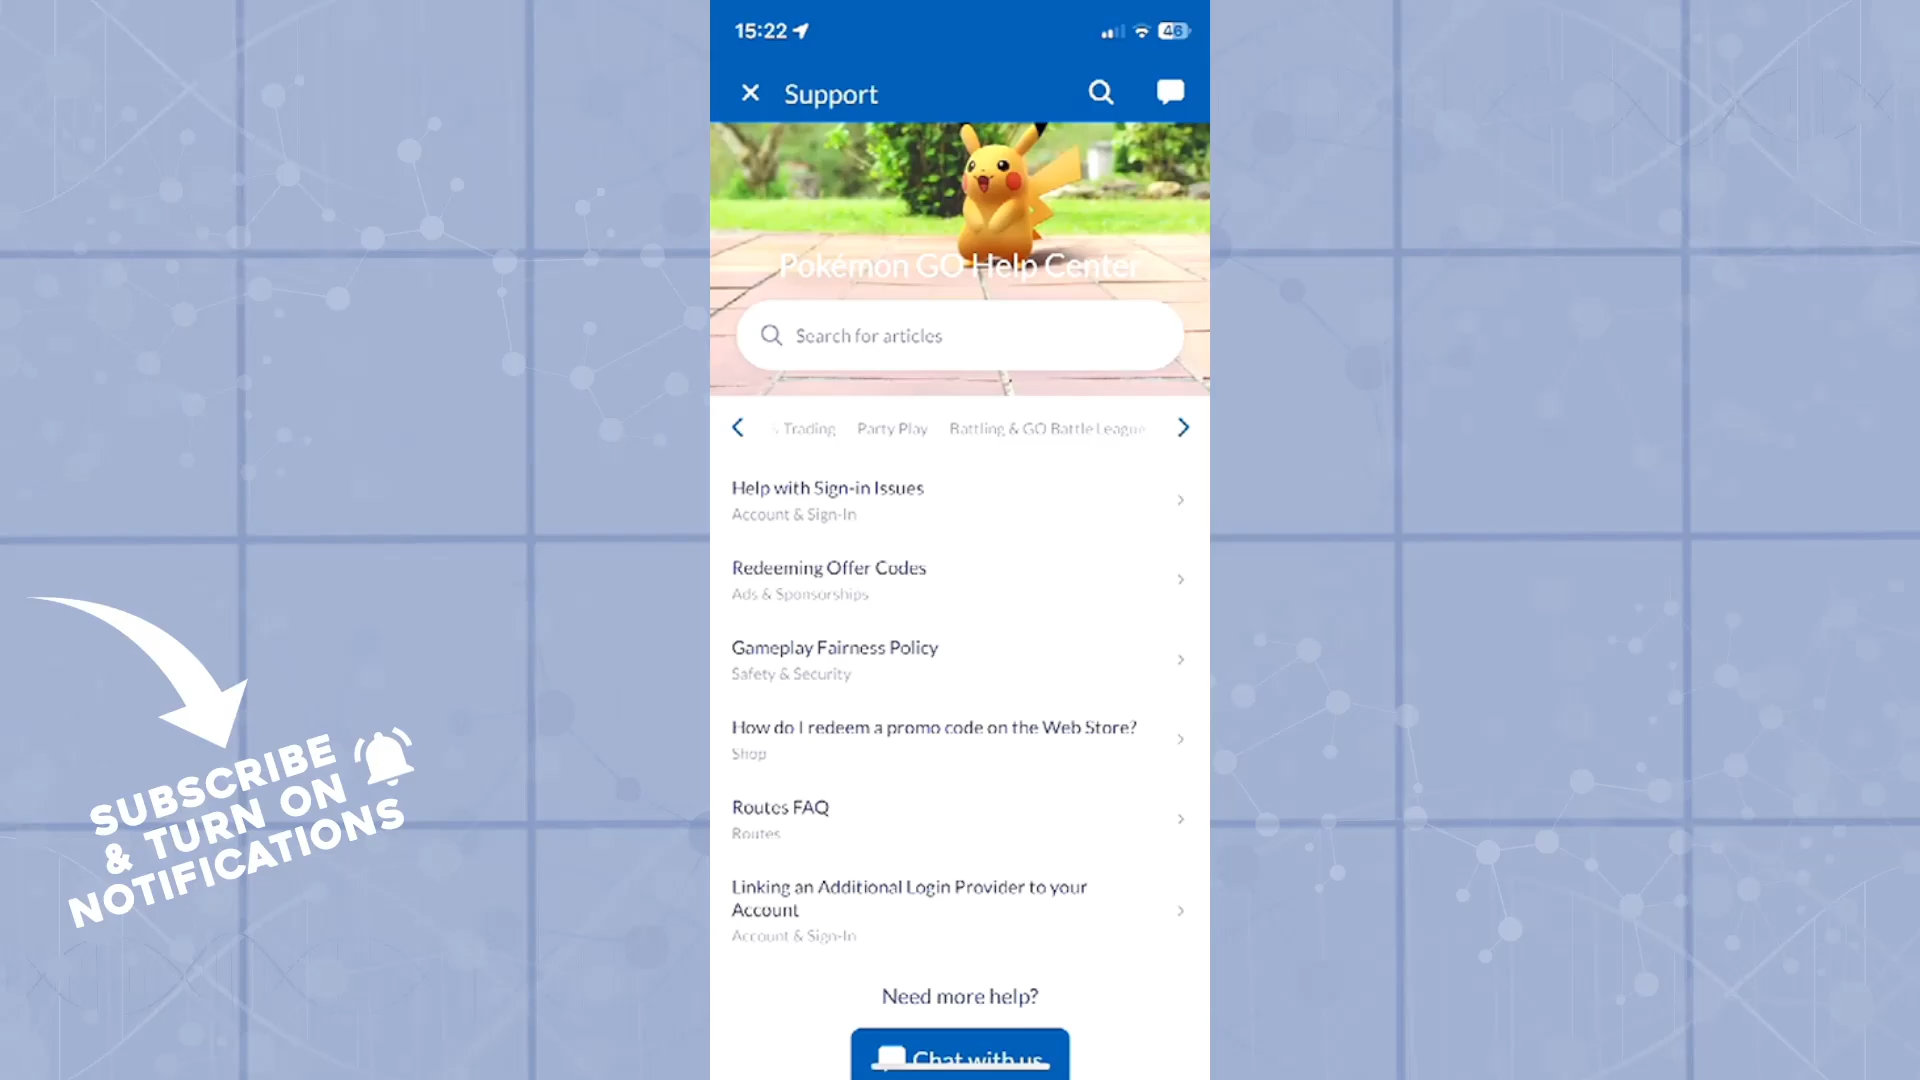 15:22
46
Support
Pokémon GO Help Center
Search for articles
Trading Party Play Battling & GO Battle League
Help with Sign-in Issues
Account & Sign-In
Redeeming Offer Codes
Ads & Sponsorships
Gameplay Fairness Policy
Safety & Security
How do I redeem a promo code on the Web Store?
Shop
Routes FAQ
Routes
Linking an Additional Login Provider to your
Account
Account & Sign-In
Need more help?
Chat with us
SUBSCRIBE
& TURN ON
NOTIFICATIONS